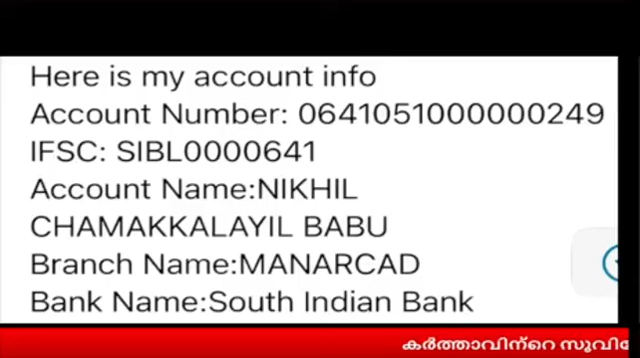 Here is my account info
Account Number: 0641051000000249
IFSC: SIBL0000641
Account Name:NIKHIL
CHAMAKKALAYIL BABU
Branch Name:MANARCAD
Bank Name:South Indian Bank
കർത്താവിന്റെ